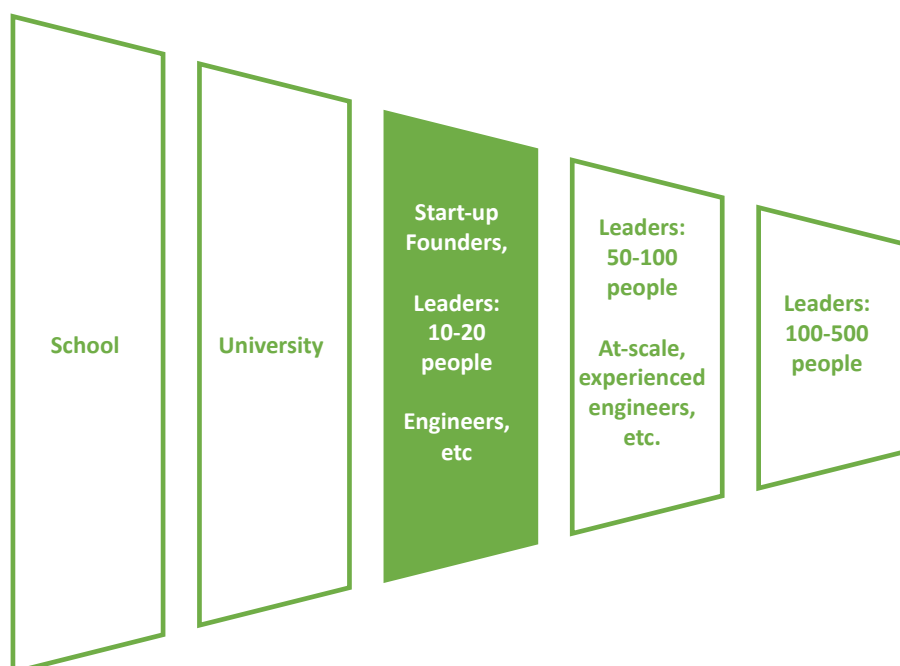 School
University
Start-up
Founders,
Leaders:
10-20
people
Engineers,
etc
Leaders:
50-100
people
At-scale,
experienced
engineers,
etc.
Leaders:
100-500
people